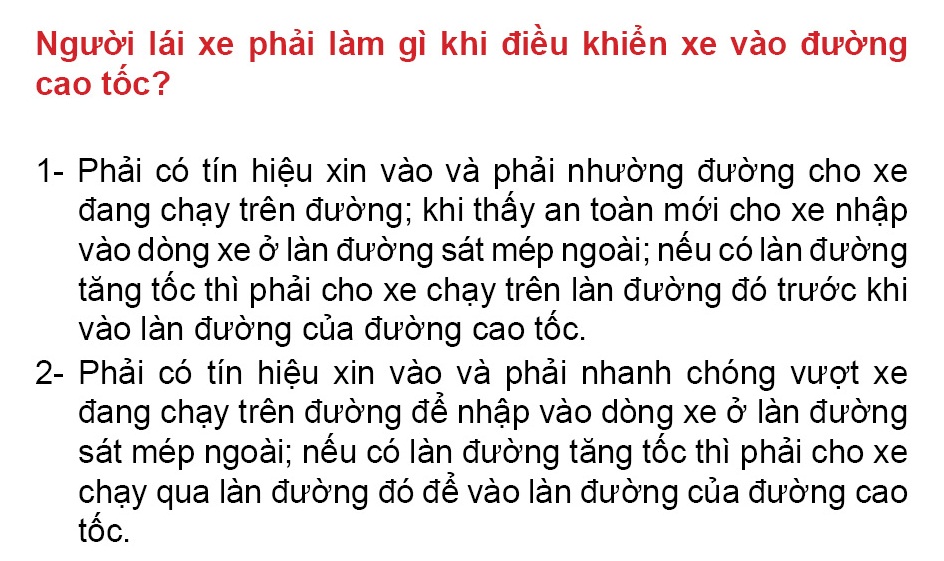 Người lái xe phải làm gì khi điều khiển xe vào đường
cao tốc?
1- Phải có tín hiệu xin vào và phải nhường đường cho xe
đang chạy trên đường; khi thấy an toàn mới cho xe nhập
vào dòng xe ở làn đường sát mép ngoài; nếu có làn đường
tăng tốc thì phải cho xe chạy trên làn đường đó trước khi
vào làn đường của đường cao tốc.
2- Phải có tín hiệu xin vào và phải nhanh chóng vượt xe
đang chạy trên đường để nhập vào dòng xe ở làn đường
sát mép ngoài; nếu có làn đường tăng tốc thì phải cho xe
chạy qua làn đường đó để vào làn đường của đường cao
tốc.